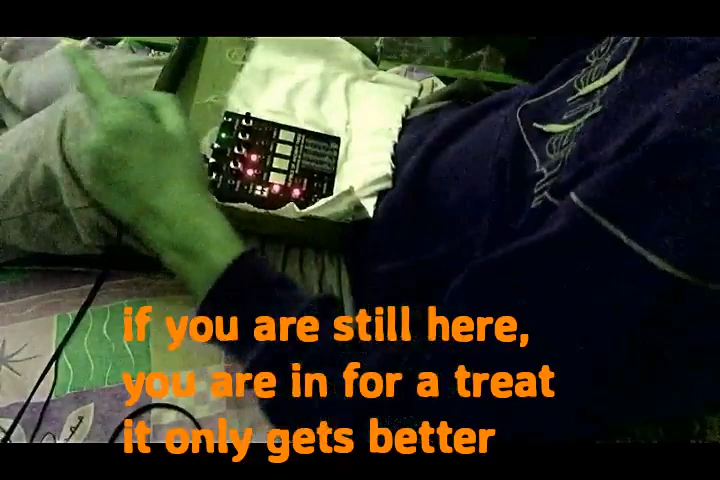 if you are still here,
you are in for a treat
it only gets better